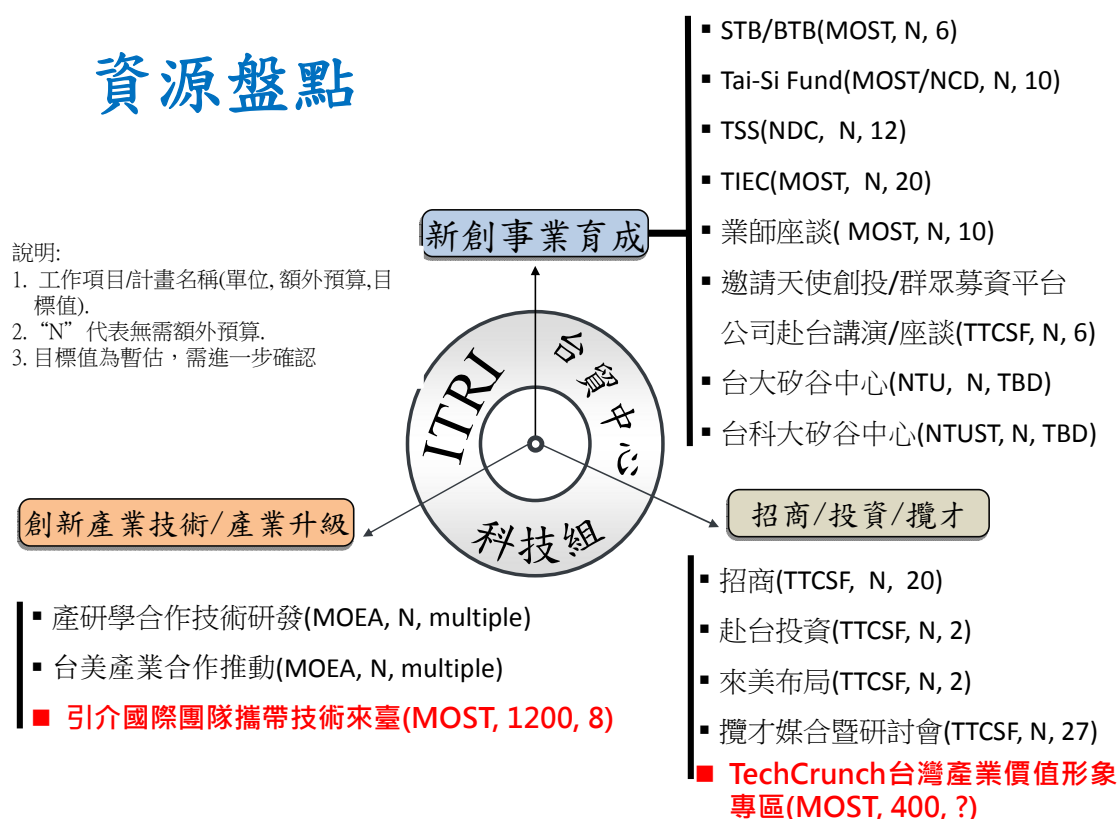 資源盤點
說明:
1. 工作項目/計畫名稱(單位, 額外預算,目
標值).
2. “N” 代表無需額外預算.
3. 目標值為暫估，需進一步確認
新創事業育成
▪ STB/BTB(MOST, N, 6)
▪ Tai-Si Fund(MOST/NCD, N, 10)
▪ TSS(NDC, N, 12)
▪ TIEC(MOST, N, 20)
▪ 業師座談( MOST, N, 10)
▪ 邀請天使創投/群眾募資平台
公司赴台講演/座談(TTCSF, N, 6)
▪ 台大矽谷中心(NTU, N, TBD)
▪ 台科大矽谷中心(NTUST, N, TBD)
ITRI
台貿中心
科技組
創新產業技術/產業升級
▪ 產研學合作技術研發(MOEA, N, multiple)
▪ 台美產業合作推動(MOEA, N, multiple)
■ 引介國際團隊攜帶技術來臺(MOST, 1200, 8)
招商/投資/攬才
▪ 招商(TTCSF, N, 20)
▪ 赴台投資(TTCSF, N, 2)
▪ 來美布局(TTCSF, N, 2)
▪ 攬才媒合暨研討會(TTCSF, N, 27)
■ TechCrunch台灣產業價值形象
專區(MOST, 400, ?)